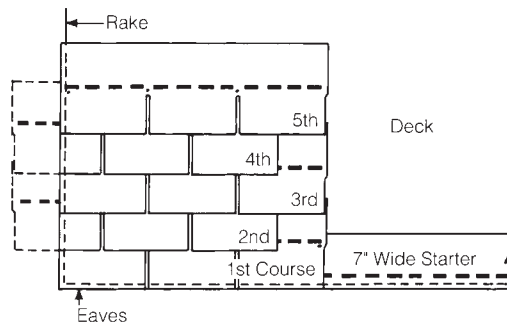 Rake
5th
Deck
4th
3rd
2nd
7" Wide Starter
1st Course
Eaves